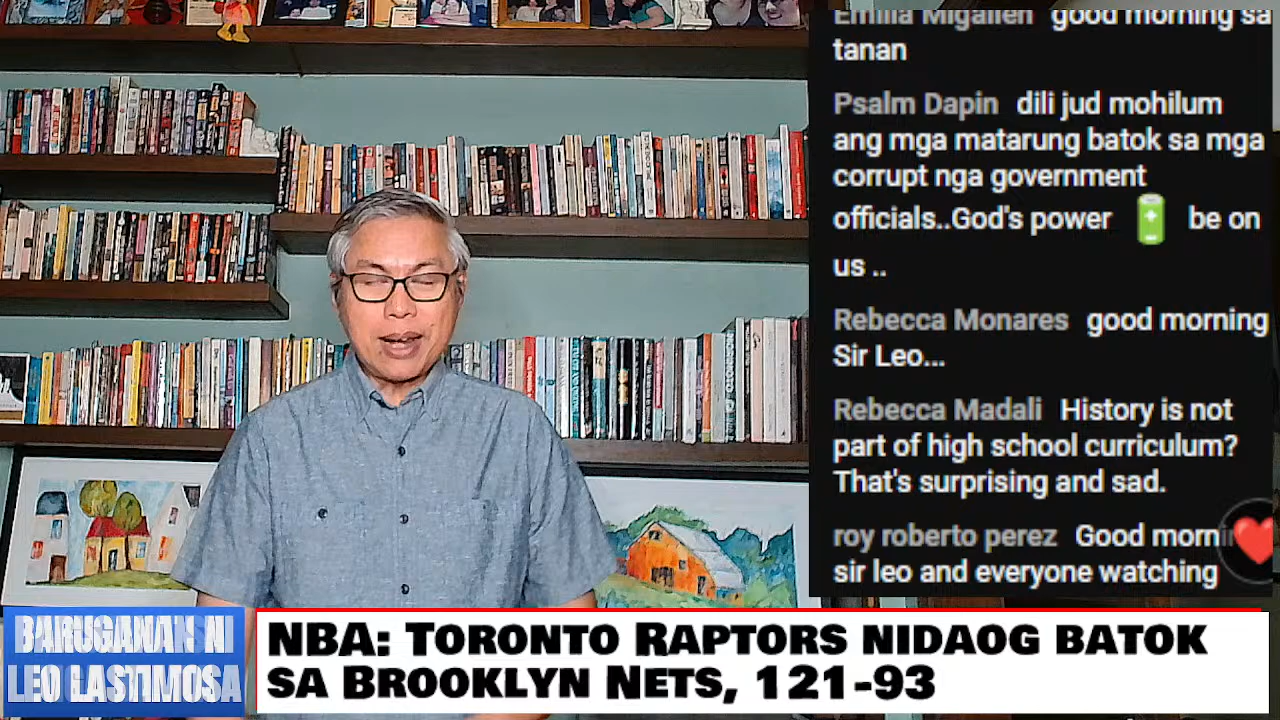 Emilia Migallen good morning sa
tanan
Psalm Dapin dili jud mohilum
ang mga matarung batok sa mga
corrupt nga government
officials..God's power be on
us ..
Rebecca Monares good morning
Sir Leo...
Rebecca Madali History is not
part of high school curriculum?
That's surprising and sad.
roy roberto perez Good morni
sir leo and everyone watching
BARUGANAN NI
LEO LASTIMOSA
NBA: TORONTO RAPTORS NIDAOG BATOK
SA BROOKLYN NETS, 121-93